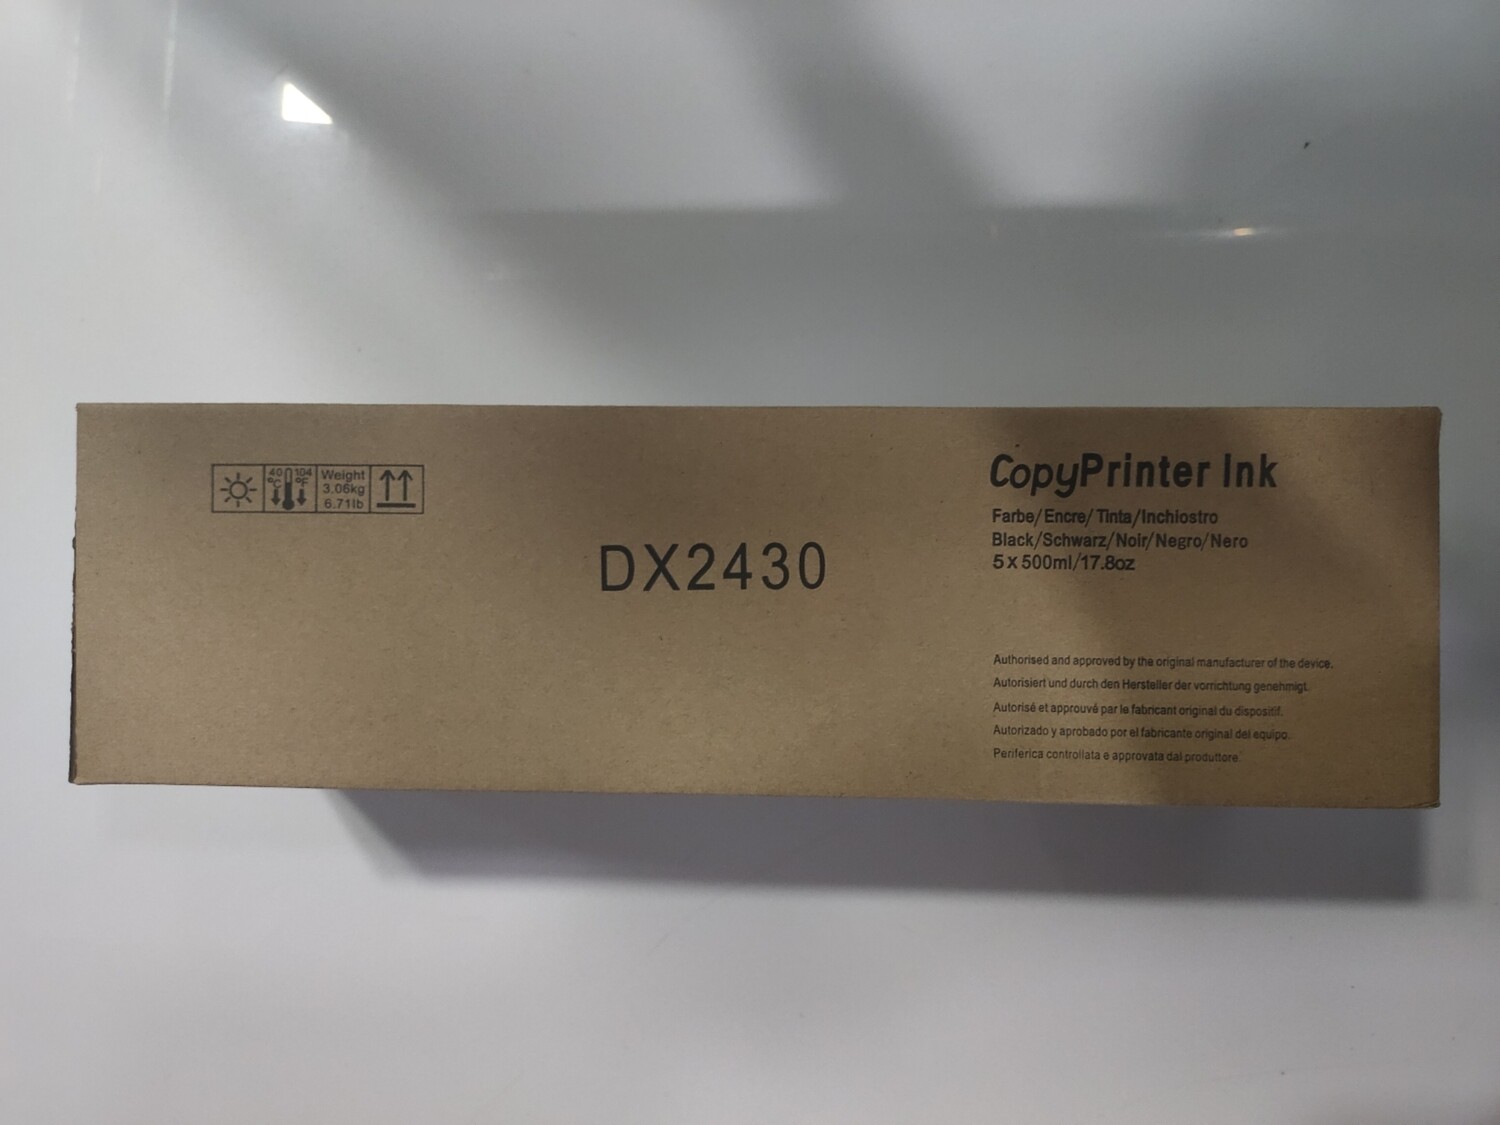 40 104
°C °F
Weight
3.06kg
6.71lb
DX2430
CopyPrinter Ink
Farbe/Encre/Tinta/Inchiostro
Black/Schwarz/Noir/Negro/Nero
5x500ml/17.8oz
Authorised and approved by the original manufacturer of the device.
Autorisiert und durch den Hersteller der vorrichtung genehmigt.
Autorisé et approuvé par le fabricant original du dispositif.
Autorizado y aprobado por el fabricante original del equipo.
Periferica controllata e approvata dal produttore.